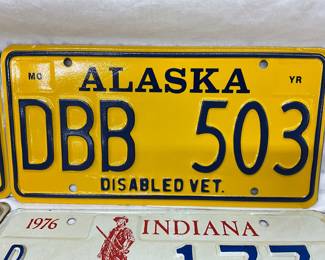 MO ALASKA YR
DBB 503
DISABLED VET.
1976 INDIANA